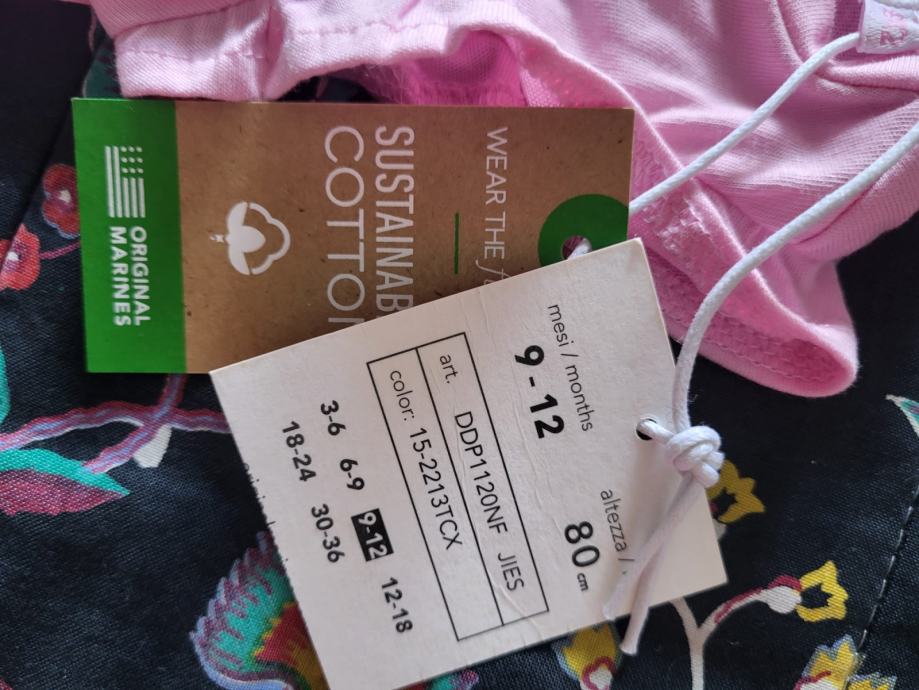 WEAR THE
SUSTAINAB
COTTO
ORIGINAL
MARINES
mesi / months
9 - 12
altezza /
80 cm
art. DDP1120NF JIES
color: 15-2213TCX
3-6 6-9 9-12 12-18
18-24 30-36